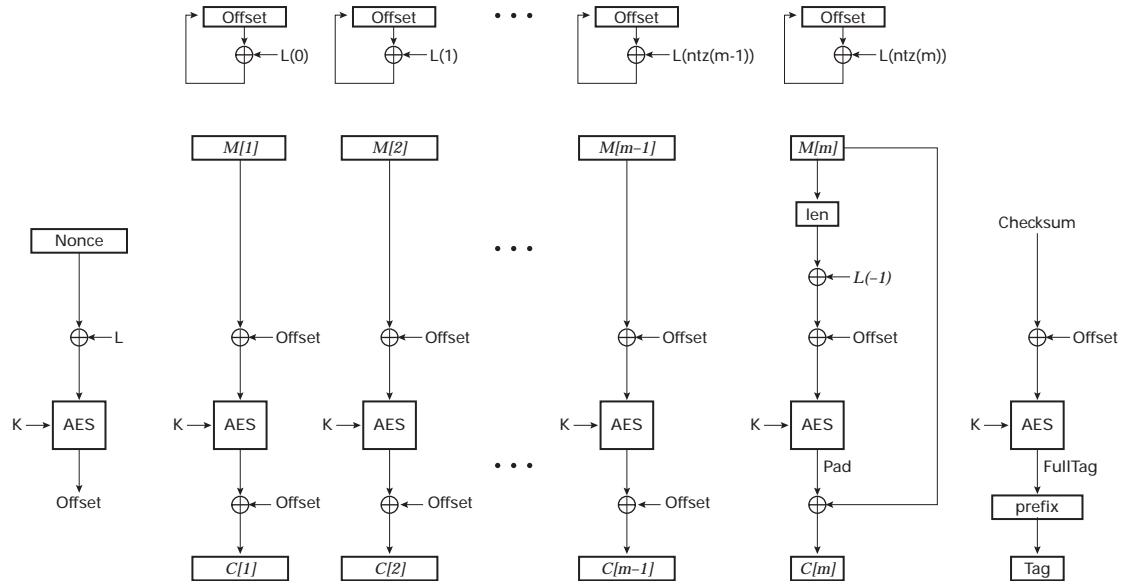 Offset
Offset
• • •
Offset
Offset
L(0)
L(1)
L(ntz(m-1))
L(ntz(m))
M[1]
M[2]
M[m–1]
M[m]
len
Nonce
• • •
Checksum
L(–1)
L
Offset
Offset
Offset
Offset
Offset
K
AES
K
AES
K
AES
K
AES
K
AES
K
AES
• • •
Pad
FullTag
Offset
Offset
Offset
Offset
prefix
C[1]
C[2]
C[m–1]
C[m]
Tag